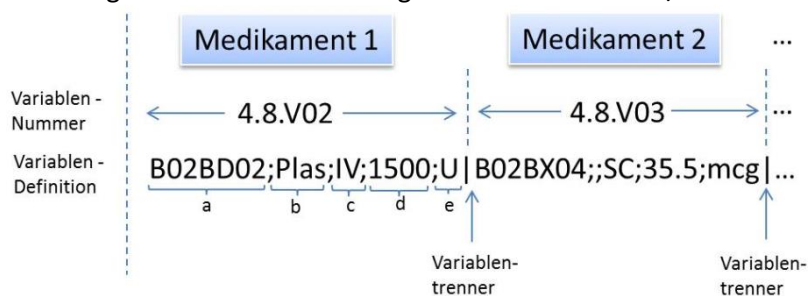 Medikament 1 Medikament 2 ...
Variablen -
Nummer
4.8.V02 4.8.V03 ...
Variablen -
Definition
B02BD02;Plas;IV;1500;U|B02BX04;;SC;35.5;mcg|...
a b c d e
Variablen-
trenner
Variablen-
trenner